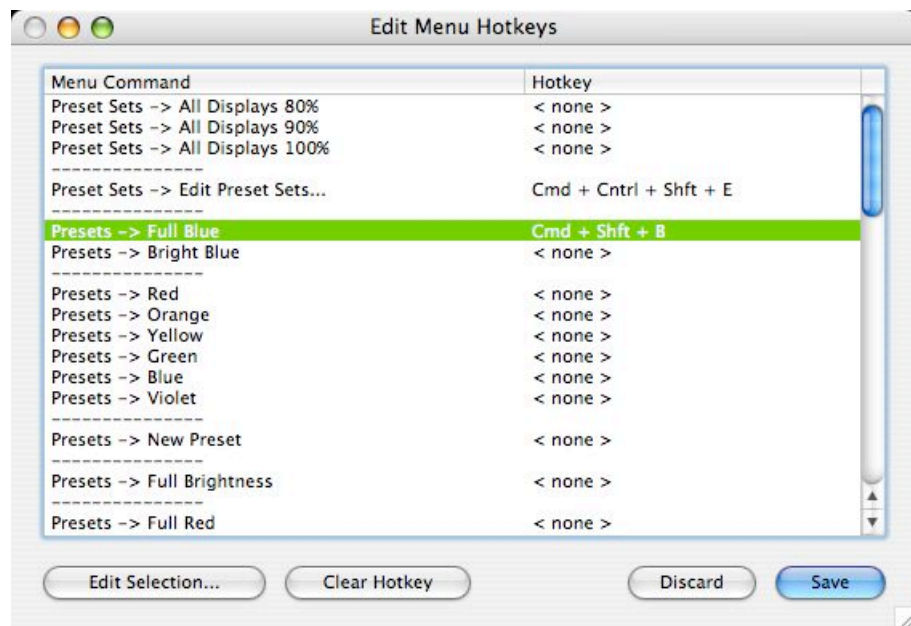 Edit Menu Hotkeys
Menu Command Hotkey
Preset Sets -> All Displays 80% < none >
Preset Sets -> All Displays 90% < none >
Preset Sets -> All Displays 100% < none >
---------------
Preset Sets -> Edit Preset Sets... Cmd + Cntrl + Shft + E
---------------
Presets -> Full Blue Cmd + Shft + B
Presets -> Bright Blue < none >
---------------
Presets -> Red < none >
Presets -> Orange < none >
Presets -> Yellow < none >
Presets -> Green < none >
Presets -> Blue < none >
Presets -> Violet < none >
---------------
Presets -> New Preset < none >
---------------
Presets -> Full Brightness < none >
---------------
Presets -> Full Red < none >
Edit Selection... Clear Hotkey Discard Save